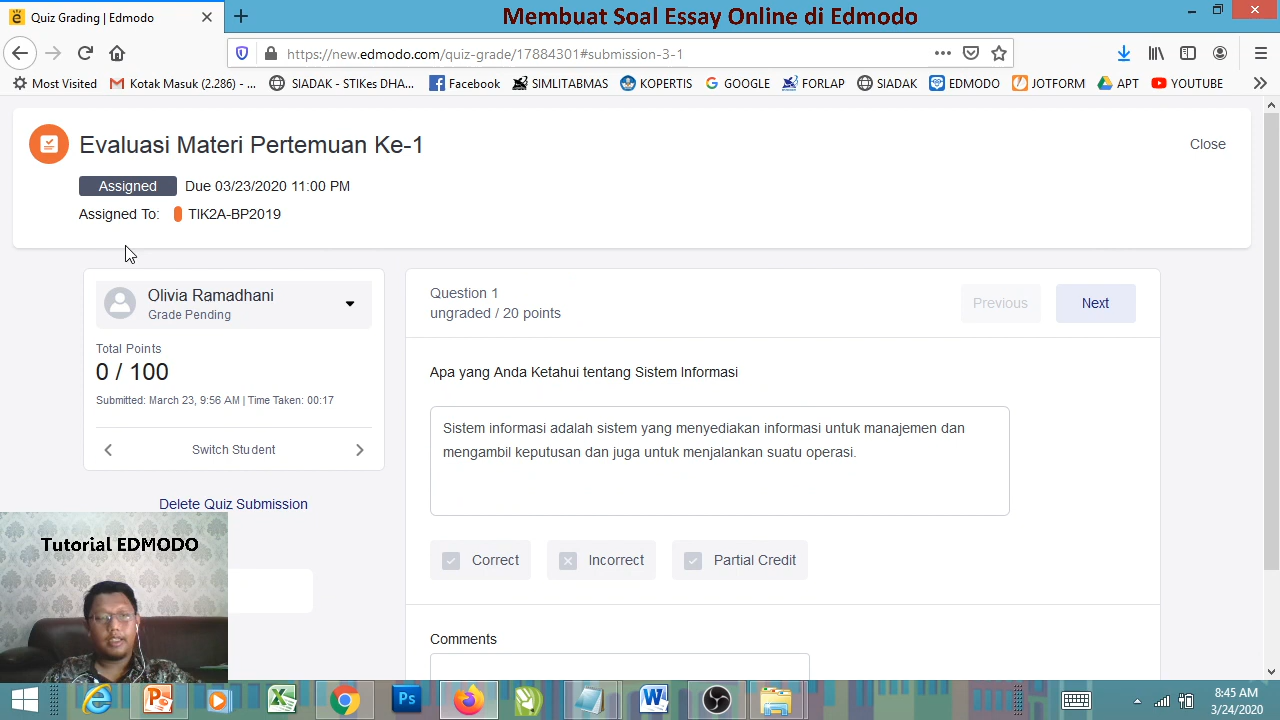 Quiz Grading | Edmodo
Membuat Soal Essay Online di Edmodo
https://new.edmodo.com/quiz-grade/17884301#submission-3-1
Most Visited
Kotak Masuk (2.285) - ...
SIADAK - STIKes DHA...
Facebook
SIMLITABMAS
KOPERTIS
GOOGLE
FORLAP
SIADAK
EDMODO
JOTFORM
APT
YOUTUBE
Evaluasi Materi Pertemuan Ke-1
Close
Assigned Due 03/23/2020 11:00 PM
Assigned To: TIK2A-BP2019
Olivia Ramadhani
Grade Pending
Total Points
0 / 100
Submitted: March 23, 9:56 AM | Time Taken: 00:17
Switch Student
Delete Quiz Submission
Question 1
ungraded / 20 points
Previous
Next
Apa yang Anda Ketahui tentang Sistem Informasi
Sistem informasi adalah sistem yang menyediakan informasi untuk manajemen dan
mengambil keputusan dan juga untuk menjalankan suatu operasi.
Correct
Incorrect
Partial Credit
Comments
Tutorial EDMODO
Ps
8:45 AM
3/24/2020